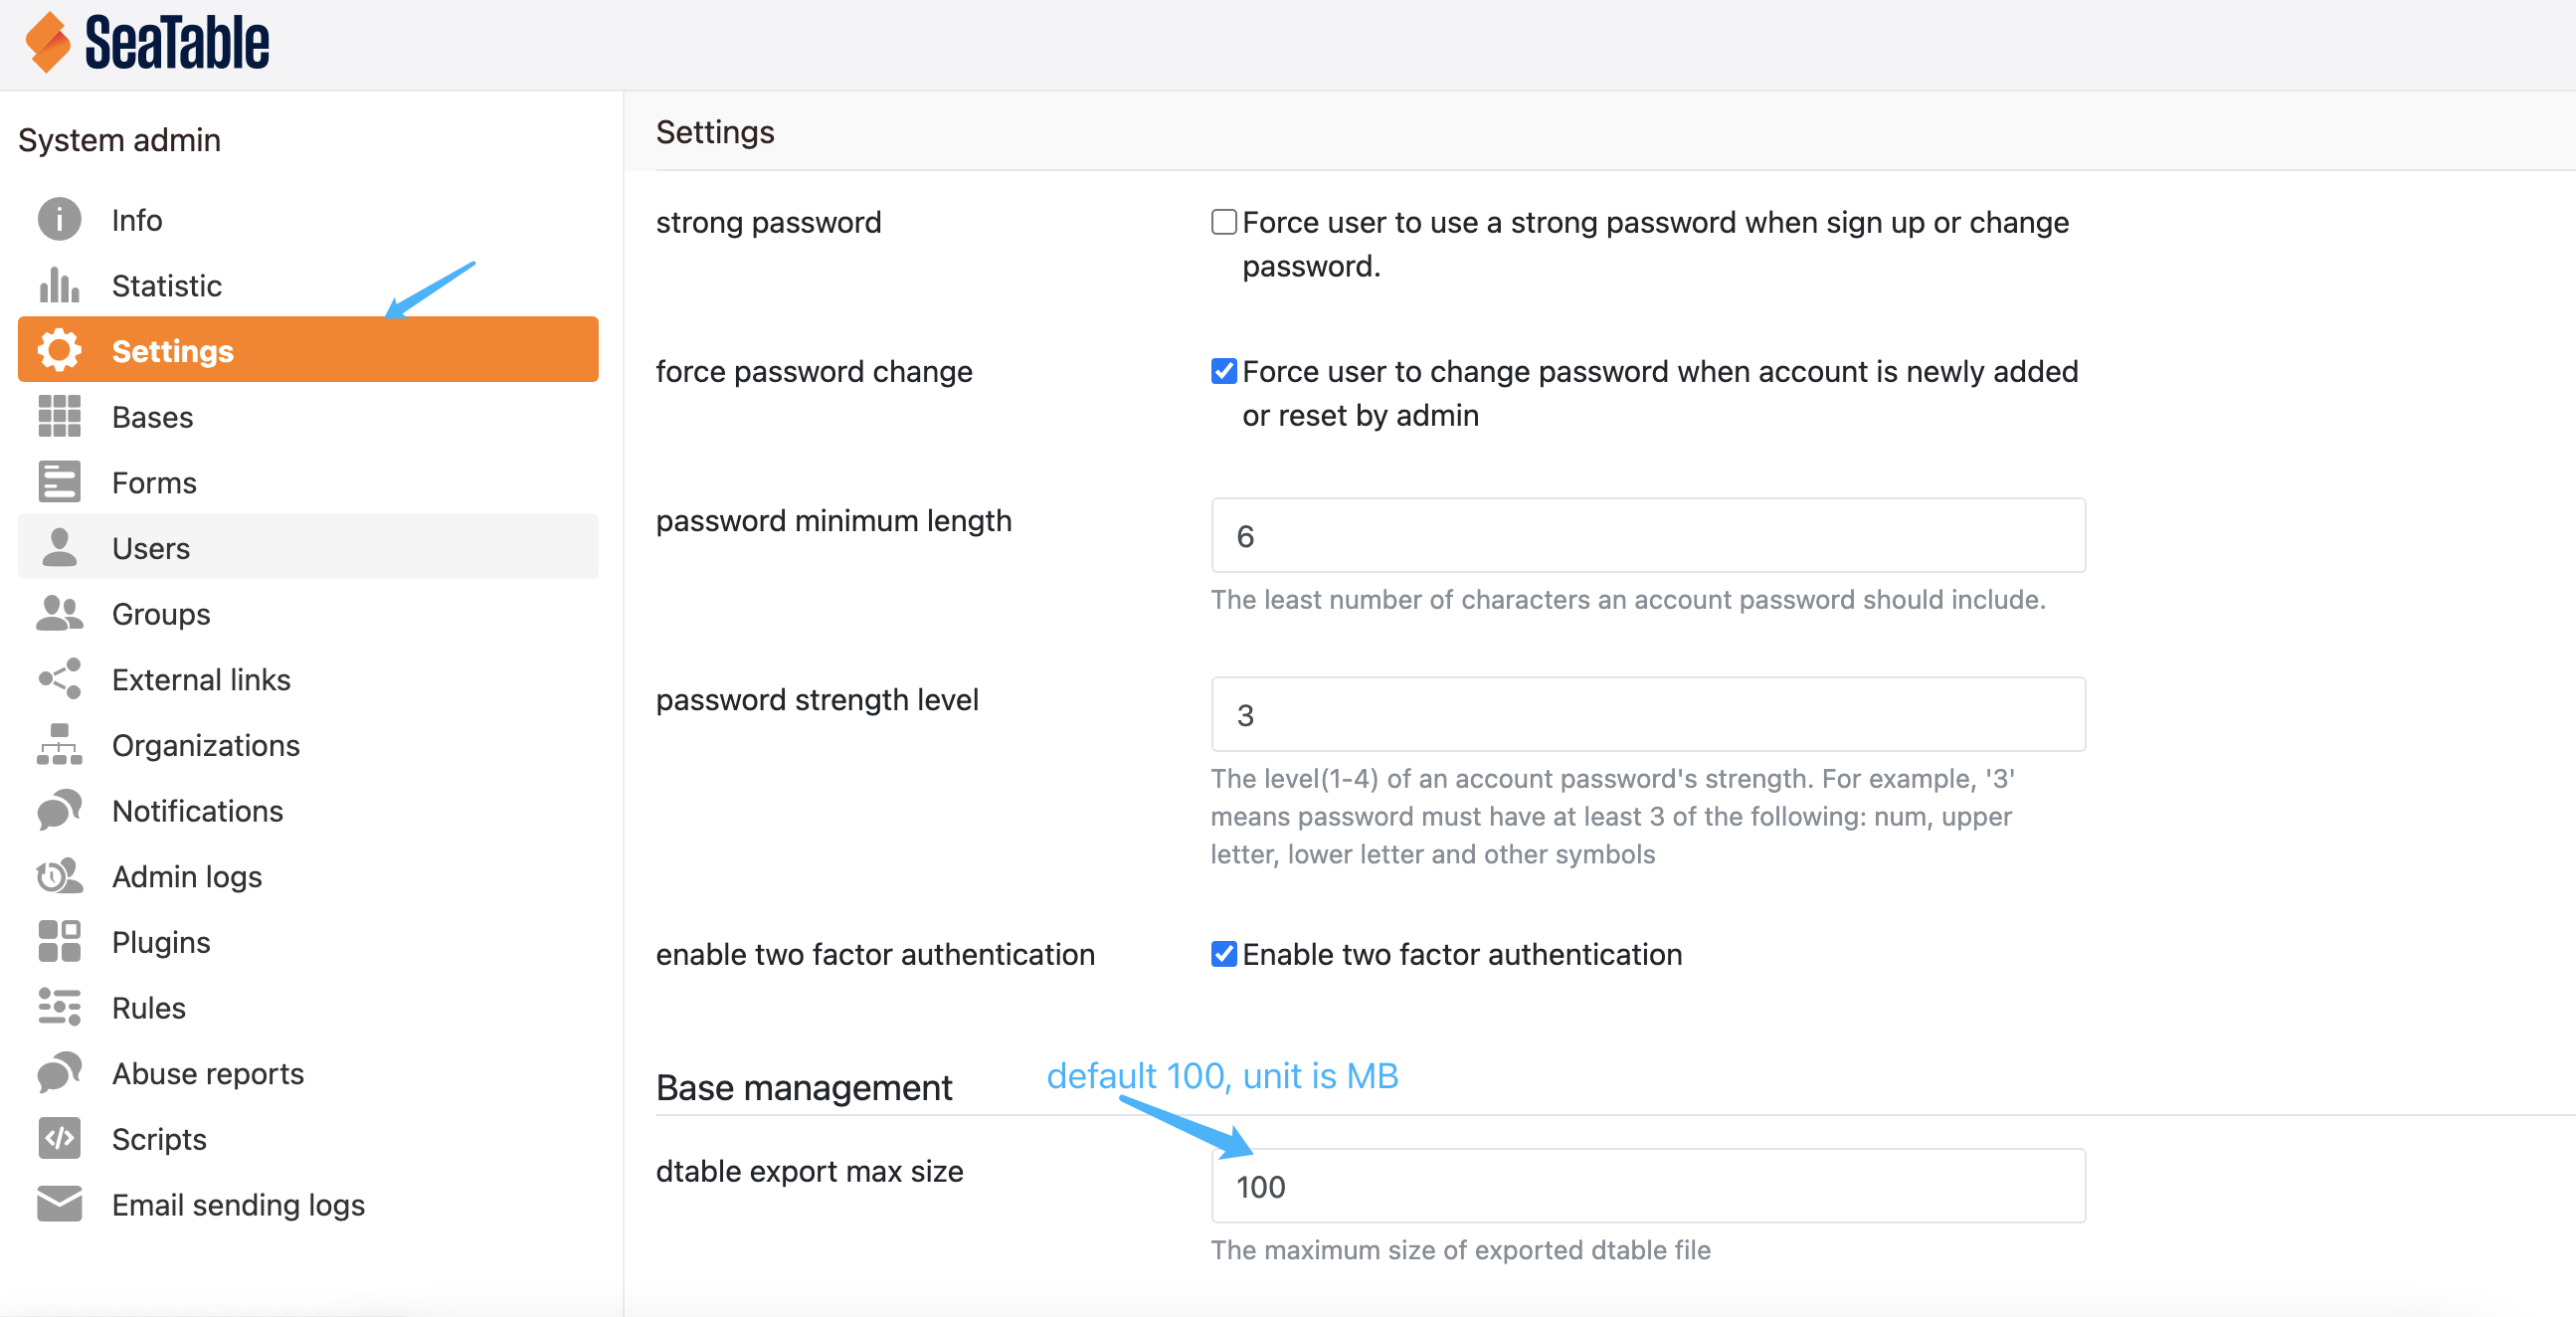 SeaTable
System admin
Info
Statistic
Settings
Bases
Forms
Users
Groups
External links
Organizations
Notifications
Admin logs
Plugins
Rules
Abuse reports
Scripts
Email sending logs
Settings
strong password
Force user to use a strong password when sign up or change
password.
force password change
Force user to change password when account is newly added
or reset by admin
password minimum length
6
The least number of characters an account password should include.
password strength level
3
The level(1-4) of an account password's strength. For example, '3'
means password must have at least 3 of the following: num, upper
letter, lower letter and other symbols
enable two factor authentication
Enable two factor authentication
Base management
default 100, unit is MB
dtable export max size
100
The maximum size of exported dtable file